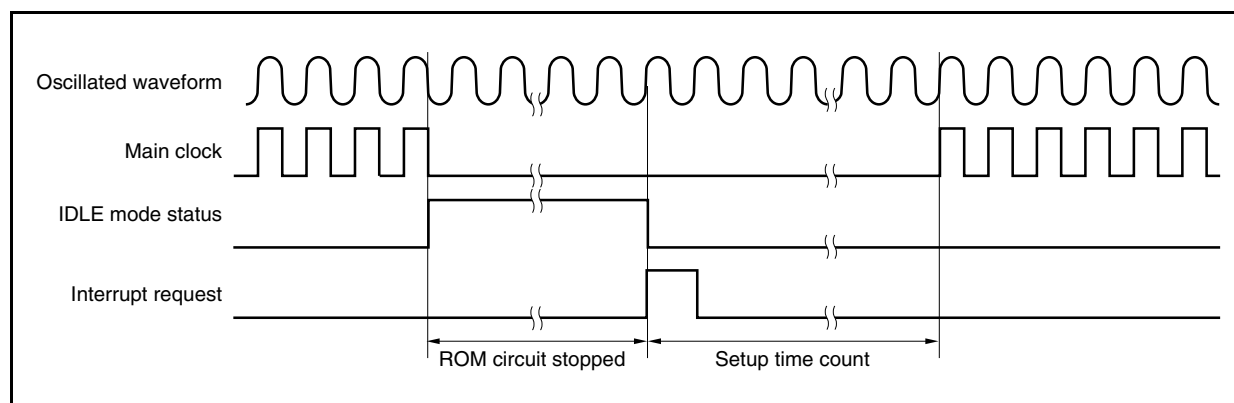 Oscillated waveform
Main clock
IDLE mode status
Interrupt request
ROM circuit stopped
Setup time count